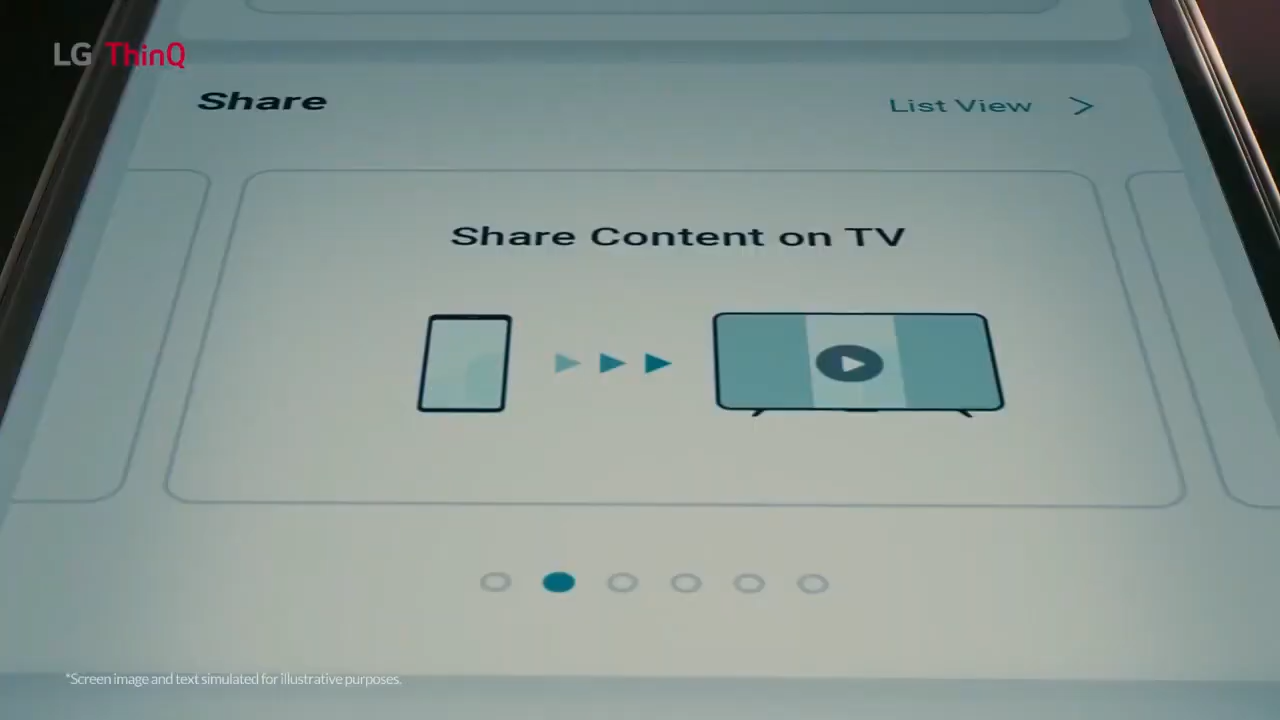 LG ThinQ
Share
List View >
Share Content on TV
*Screen image and text simulated for illustrative purposes.